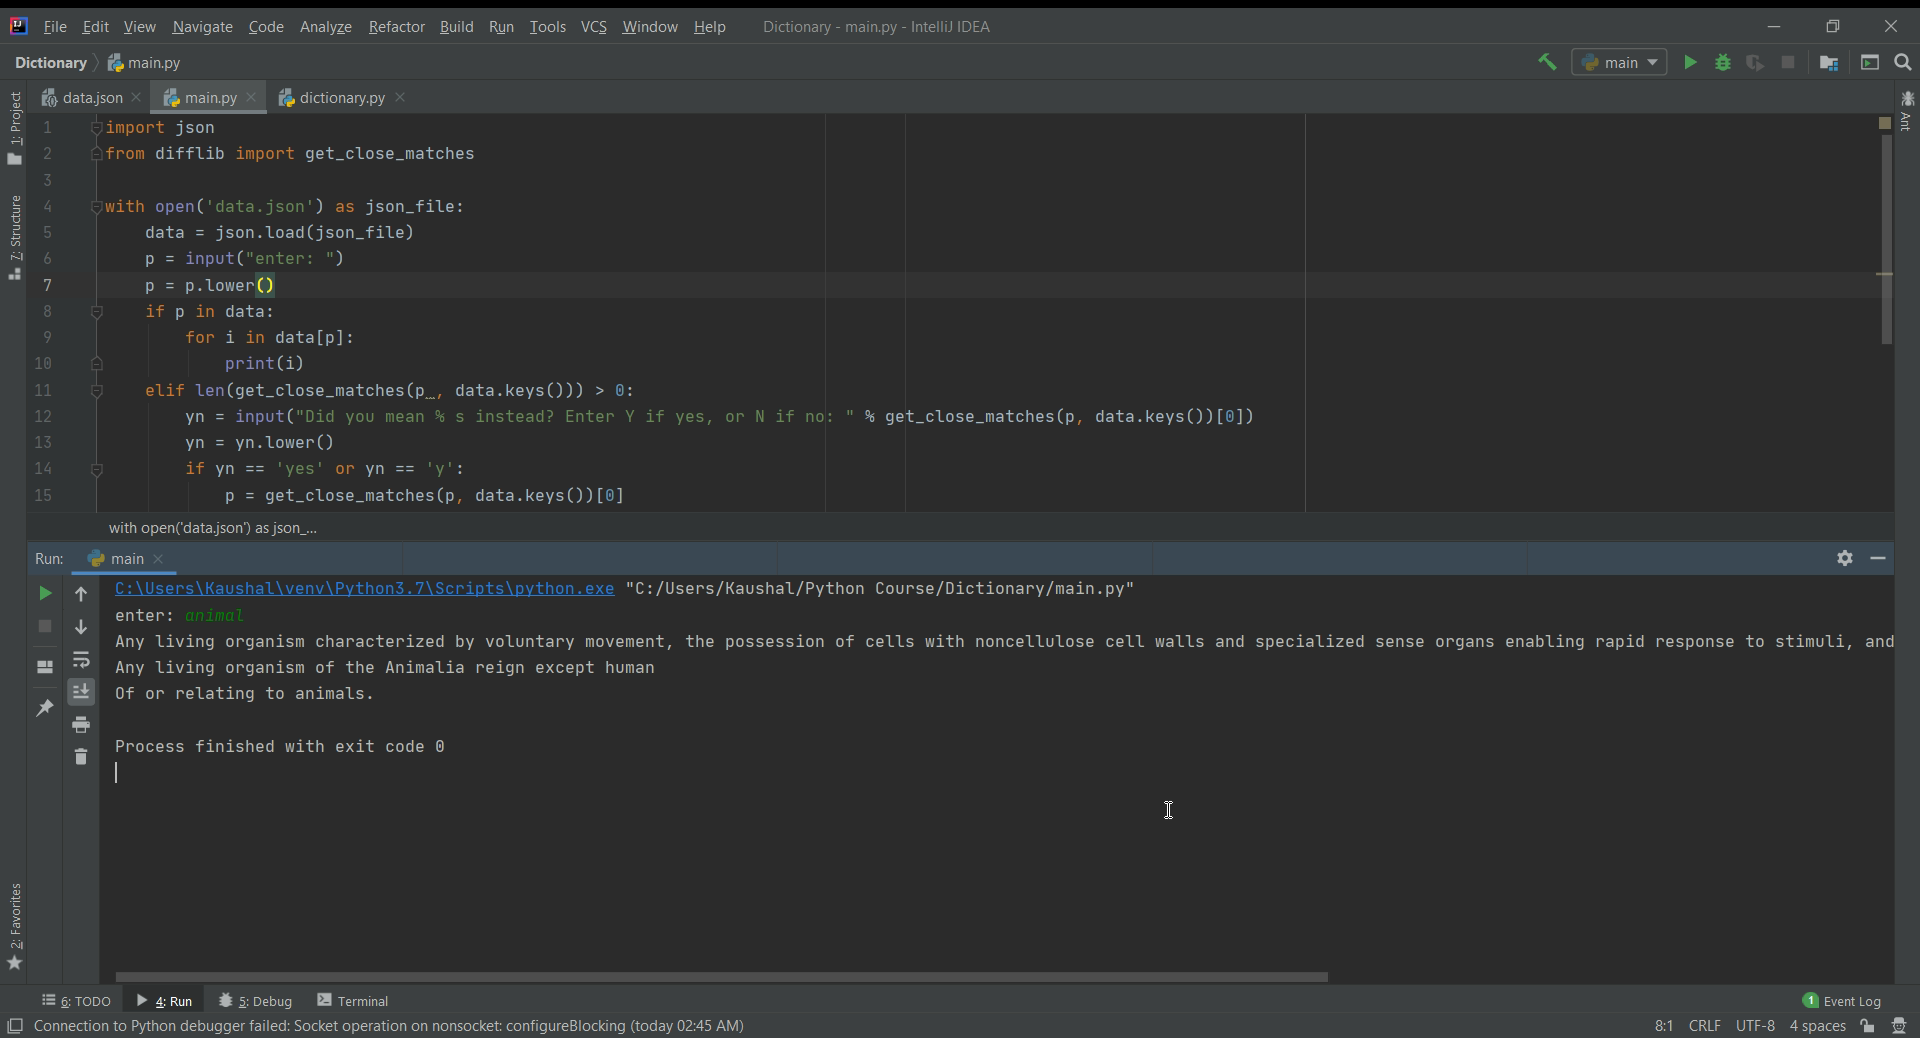 File Edit View Navigate Code Analyze Refactor Build Run Tools VCS Window Help Dictionary - main.py - IntelliJ IDEA
Dictionary main.py main
data.json main.py dictionary.py
1: Project
7: Structure
2: Favorites
Ant
1 import json
2 from difflib import get_close_matches
3
4 with open('data.json') as json_file:
5     data = json.load(json_file)
6     p = input("enter: ")
7     p = p.lower()
8     if p in data:
9         for i in data[p]:
10             print(i)
11     elif len(get_close_matches(p , data.keys())) > 0:
12         yn = input("Did you mean % s instead? Enter Y if yes, or N if no: " % get_close_matches(p, data.keys())[0])
13         yn = yn.lower()
14         if yn == 'yes' or yn == 'y':
15             p = get_close_matches(p, data.keys())[0]
with open('data.json') as json_...
Run: main
C:\Users\Kaushal\venv\Python3.7\Scripts\python.exe "C:/Users/Kaushal/Python Course/Dictionary/main.py"
enter: animal
Any living organism characterized by voluntary movement, the possession of cells with noncellulose cell walls and specialized sense organs enabling rapid response to stimuli, and
Any living organism of the Animalia reign except human
Of or relating to animals.
Process finished with exit code 0
6: TODO 4: Run 5: Debug Terminal 1 Event Log
Connection to Python debugger failed: Socket operation on nonsocket: configureBlocking (today 02:45 AM) 8:1 CRLF UTF-8 4 spaces